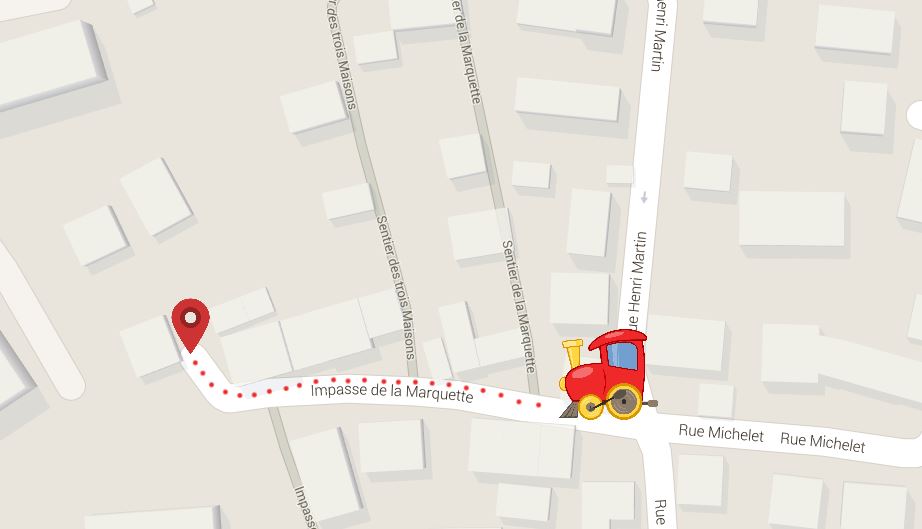 enri Martin
r des trois Maisons
er de la Marquette
Sentier des trois Maisons
Sentier de la Marquette
ue Henri Martin
Impasse de la Marquette
Rue Michelet
Rue Michelet
Impass
Rue